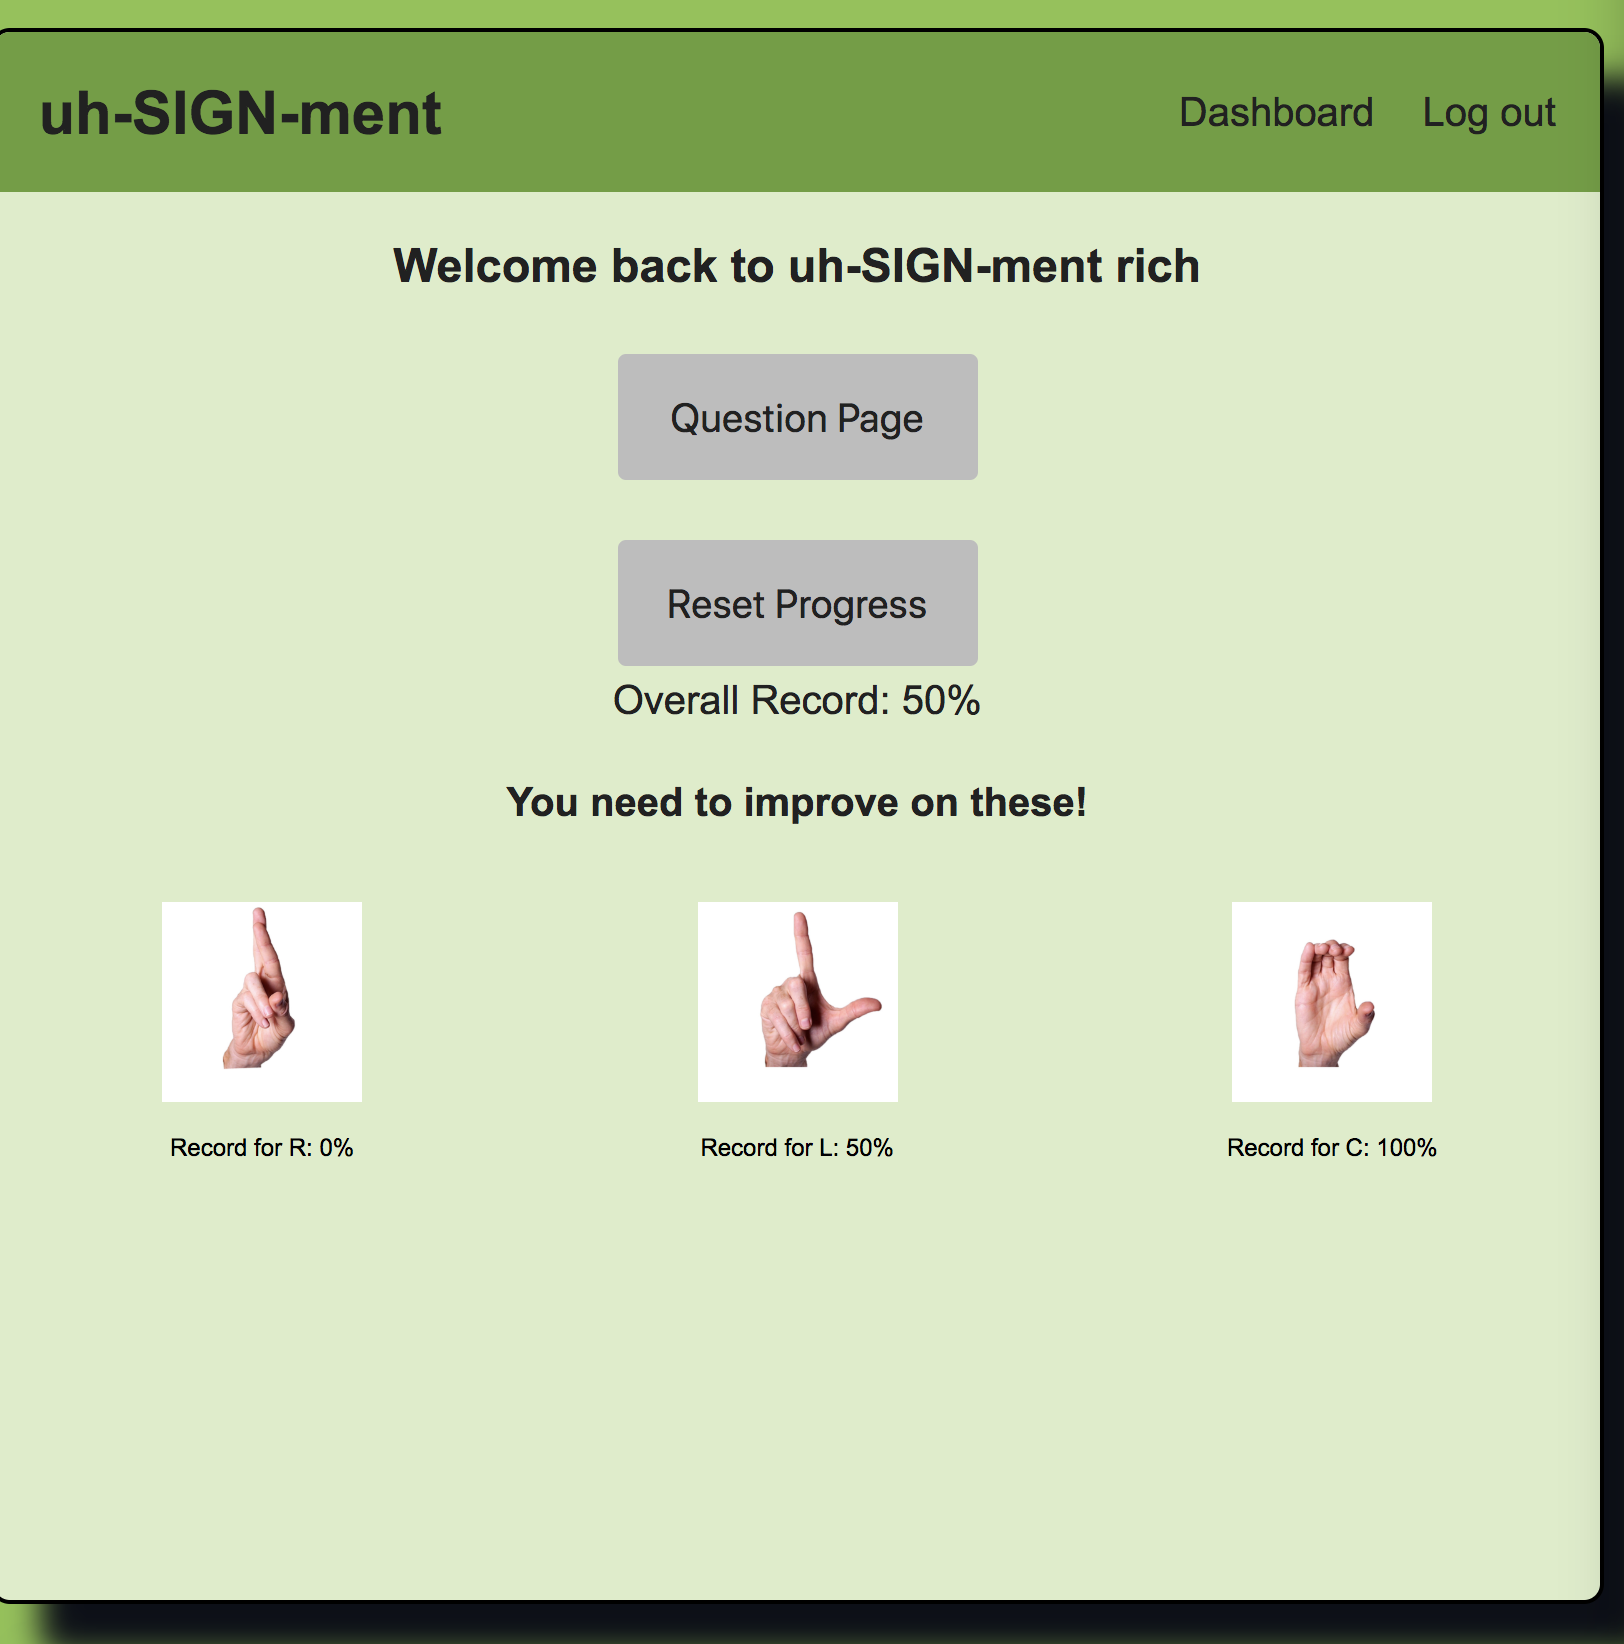 uh-SIGN-ment
Dashboard Log out
Welcome back to uh-SIGN-ment rich
Question Page
Reset Progress
Overall Record: 50%
You need to improve on these!
Record for R: 0%
Record for L: 50%
Record for C: 100%